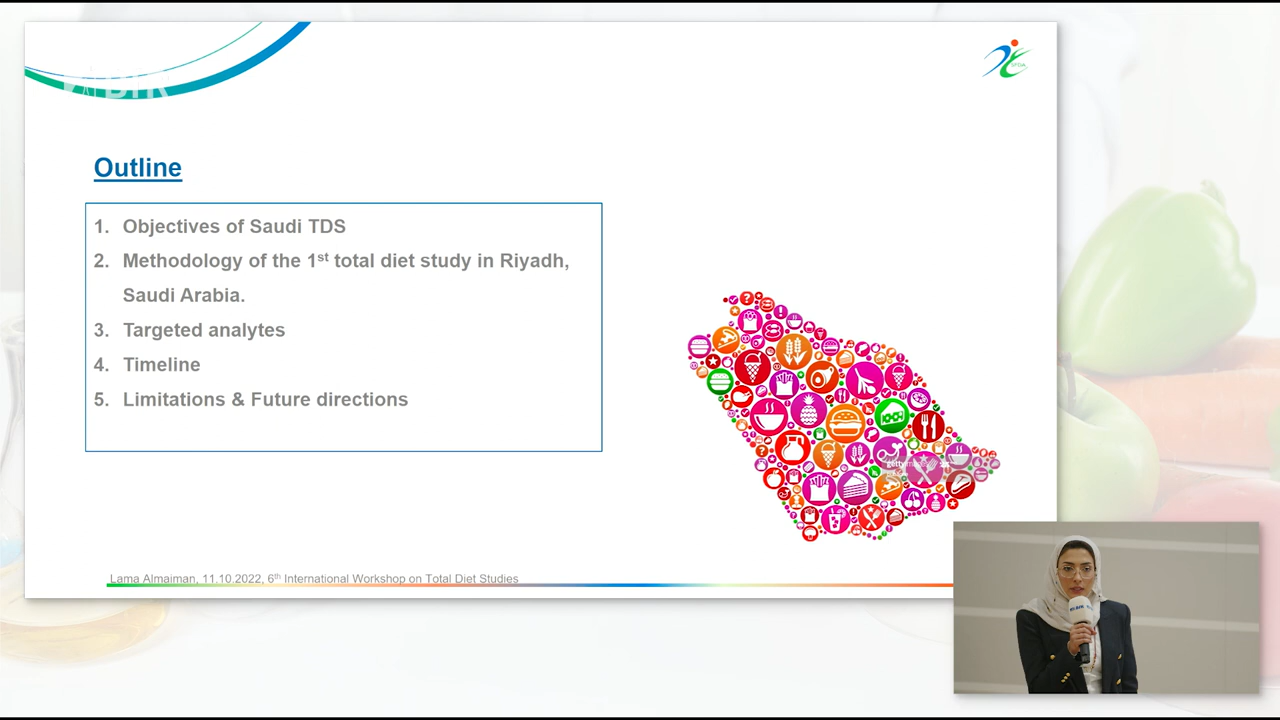 Outline
1. Objectives of Saudi TDS
2. Methodology of the 1st total diet study in Riyadh,
Saudi Arabia.
3. Targeted analytes
4. Timeline
5. Limitations & Future directions
Lama Almaiman, 11.10.2022, 6th International Workshop on Total Diet Studies